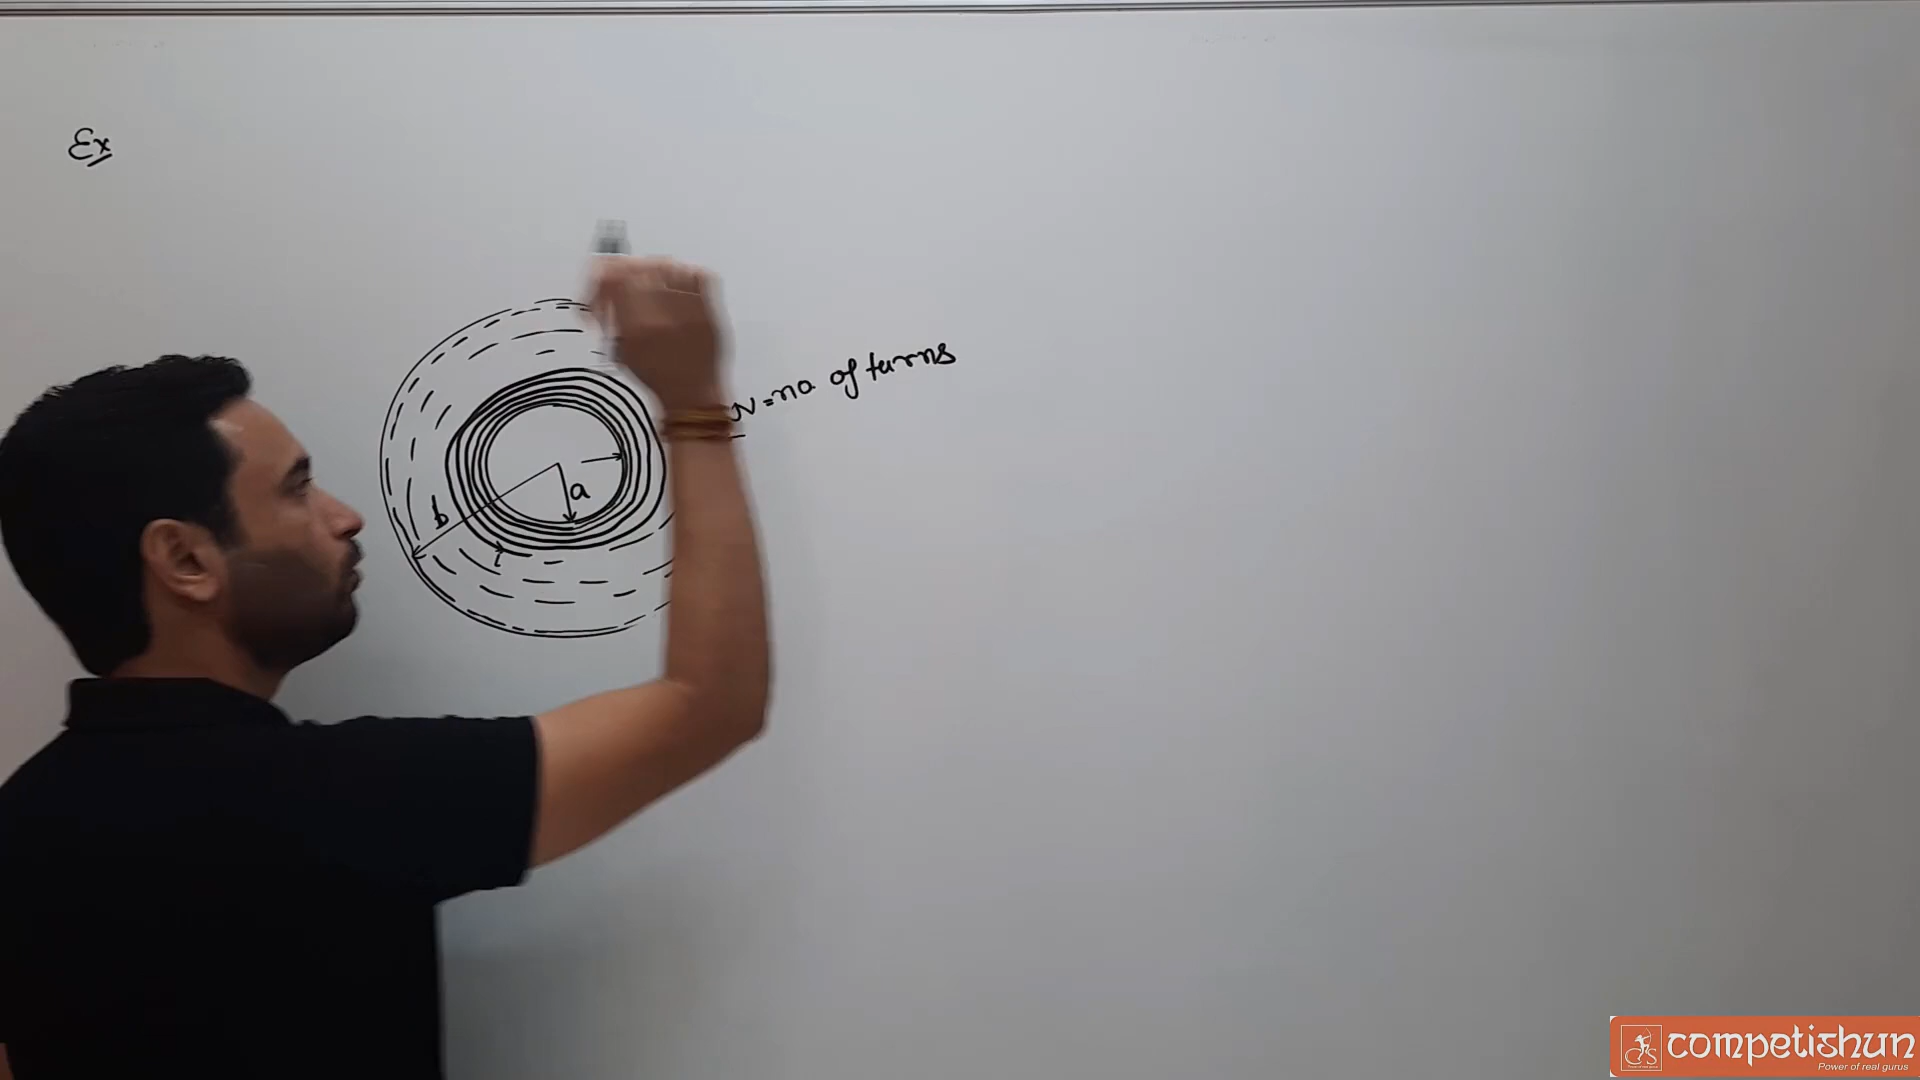 Ex
N = no of turns
a
b
i
competishun
Power of real gurus